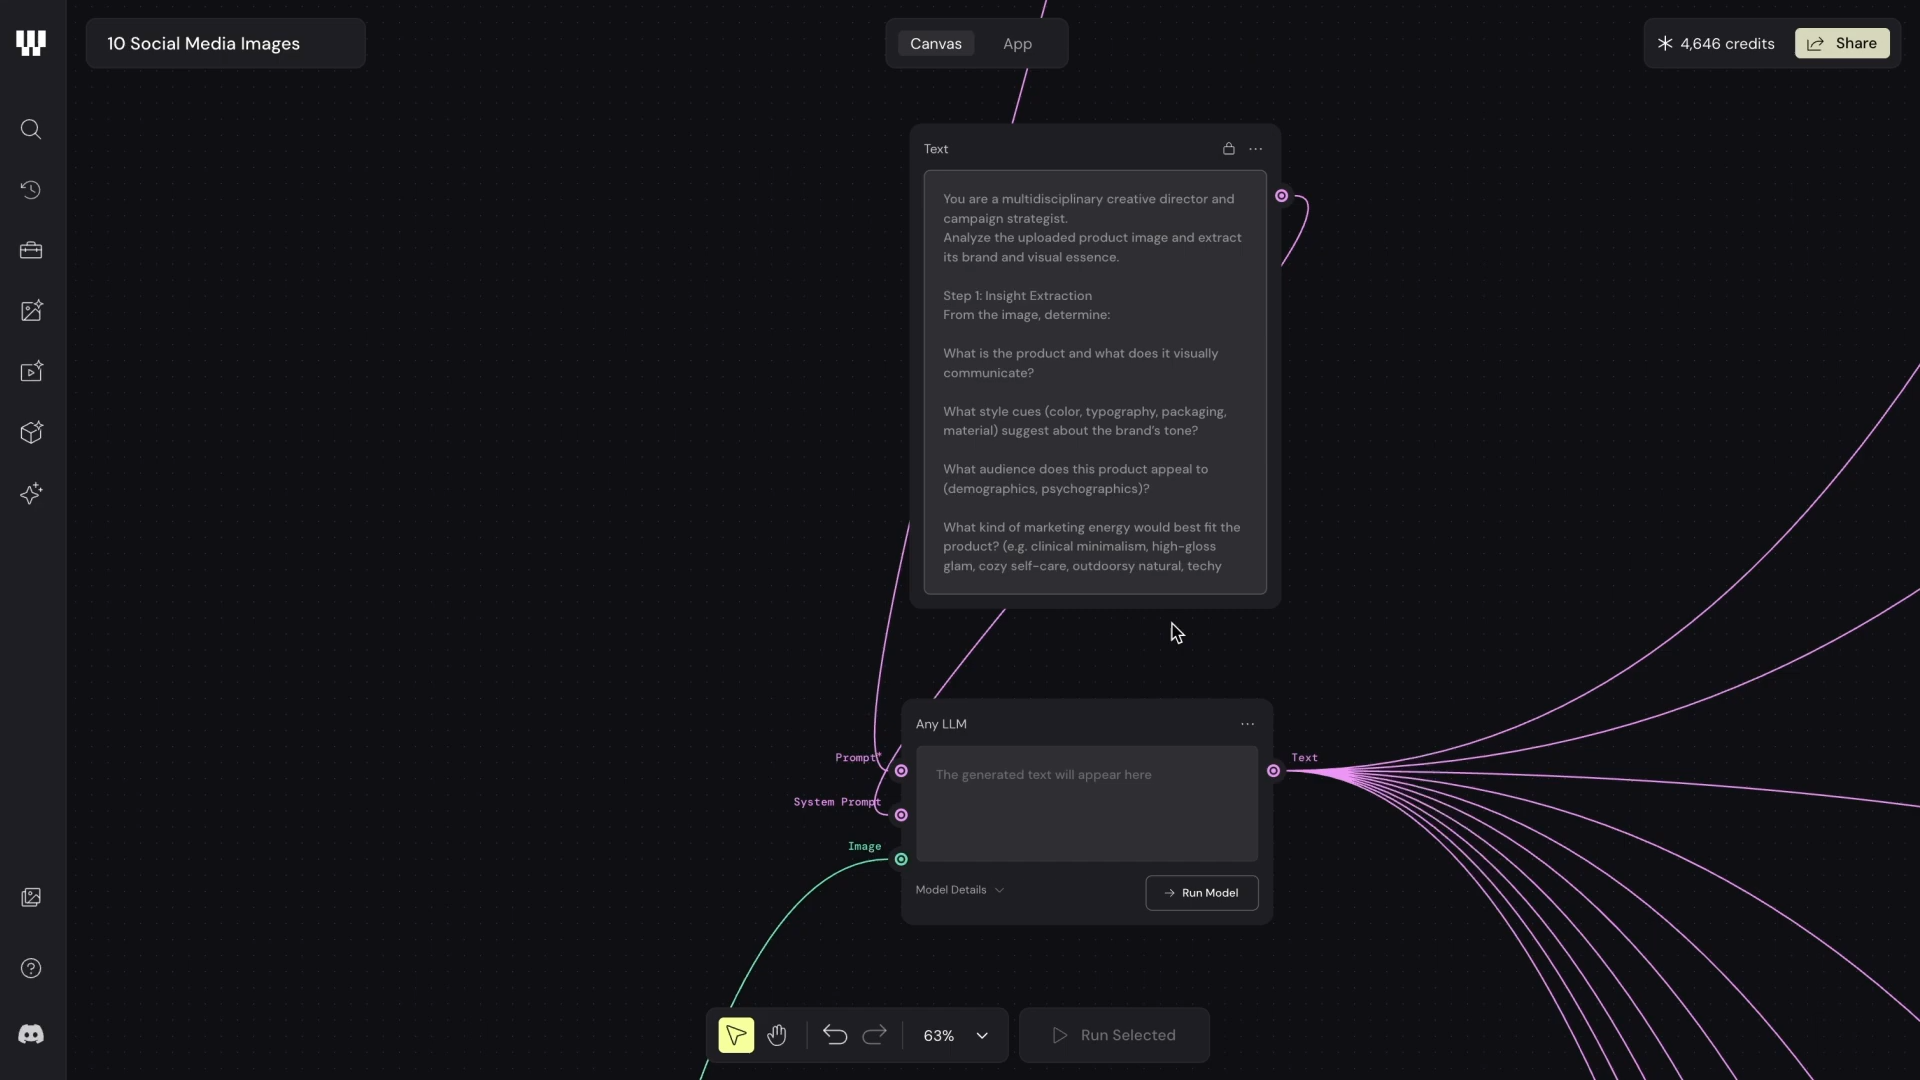 10 Social Media Images
Canvas
App
4,646 credits
Share
Text
You are a multidisciplinary creative director and
campaign strategist.
Analyze the uploaded product image and extract
its brand and visual essence.
Step 1: Insight Extraction
From the image, determine:
What is the product and what does it visually
communicate?
What style cues (color, typography, packaging,
material) suggest about the brand's tone?
What audience does this product appeal to
(demographics, psychographics)?
What kind of marketing energy would best fit the
product? (e.g. clinical minimalism, high-gloss
glam, cozy self-care, outdoorsy natural, techy
Any LLM
Prompt*
System Prompt
Image
The generated text will appear here
Text
Model Details
Run Model
63%
Run Selected